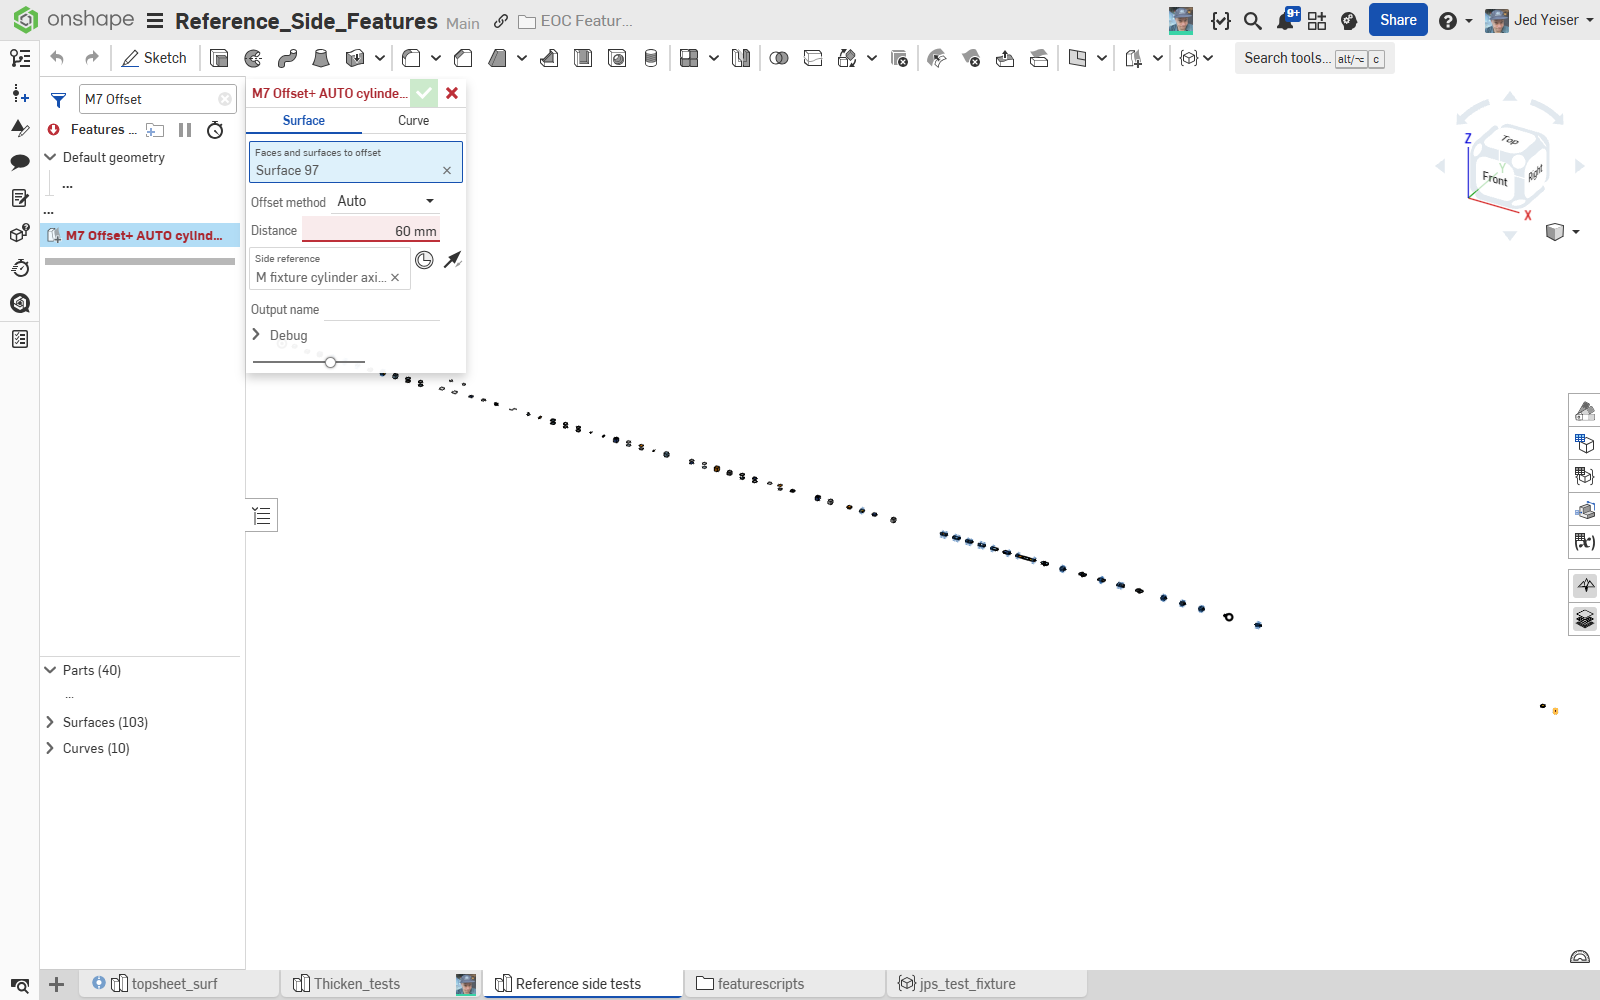 onshape
Reference_Side_Features Main EOC Featur...
9+
Share
Jed Yeiser
Sketch
Search tools... alt/⌥ c
M7 Offset
Features ...
Default geometry
...
...
M7 Offset+ AUTO cylind...
Parts (40)
...
Surfaces (103)
Curves (10)
M7 Offset+ AUTO cylinde...
Surface
Curve
Faces and surfaces to offset
Surface 97
Offset method Auto
Distance 60 mm
Side reference
M fixture cylinder axi...
Output name
Debug
Z
Top
Y
Front
Right
X
topsheet_surf
Thicken_tests
Reference side tests
featurescripts
jps_test_fixture